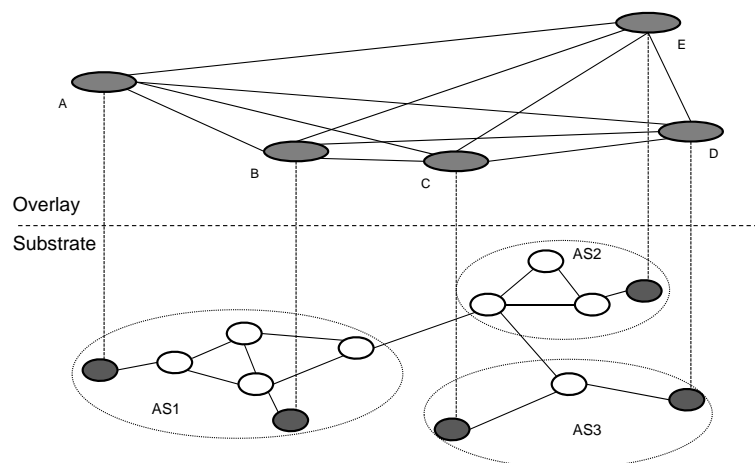 E
A
D
B
C
Overlay
Substrate
AS2
AS1
AS3